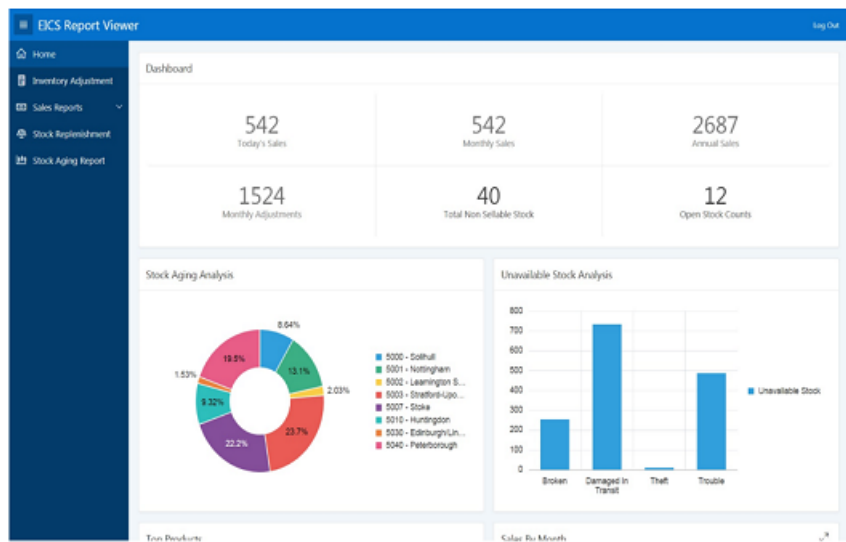 EICS Report Viewer
Log Out
Home
Inventory Adjustment
Sales Reports
Stock Replenishment
Stock Aging Report
Dashboard
542
Today's Sales
542
Monthly Sales
2687
Annual Sales
1524
Monthly Adjustments
40
Total Non Sellable Stock
12
Open Stock Counts
Stock Aging Analysis
8.64%
13.1%
2.03%
23.7%
22.2%
9.32%
1.53%
19.5%
5000 - Solihull
5001 - Nottingham
5002 - Leamington S...
5003 - Stratford-Upo...
5007 - Stoke
5010 - Huntingdon
5030 - Edinburgh/Lin...
5040 - Peterborough
Unavailable Stock Analysis
800
700
600
500
400
300
200
100
0
Broken
Damaged In
Transit
Theft
Trouble
Unavailable Stock
Top Products
Sales By Month